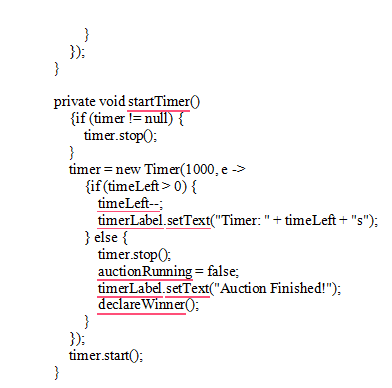 }
});
}
private void startTimer()
{if (timer != null) {
timer.stop();
}
timer = new Timer(1000, e ->
{if (timeLeft > 0) {
timeLeft--;
timerLabel.setText("Timer: " + timeLeft + "s");
} else {
timer.stop();
auctionRunning = false;
timerLabel.setText("Auction Finished!");
declareWinner();
}
});
timer.start();
}